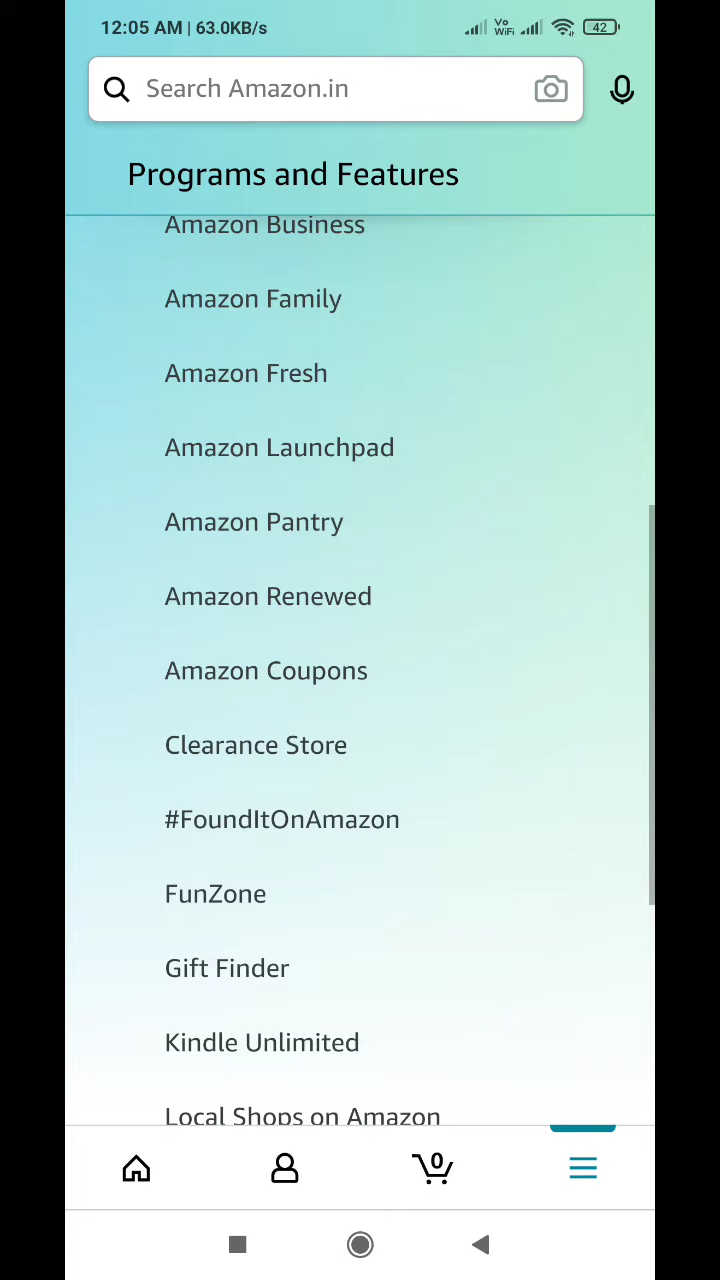 12:05 AM | 63.0KB/s
Vo
WiFi
42
Search Amazon.in
Programs and Features
Amazon Business
Amazon Family
Amazon Fresh
Amazon Launchpad
Amazon Pantry
Amazon Renewed
Amazon Coupons
Clearance Store
#FoundItOnAmazon
FunZone
Gift Finder
Kindle Unlimited
Local Shops on Amazon
0